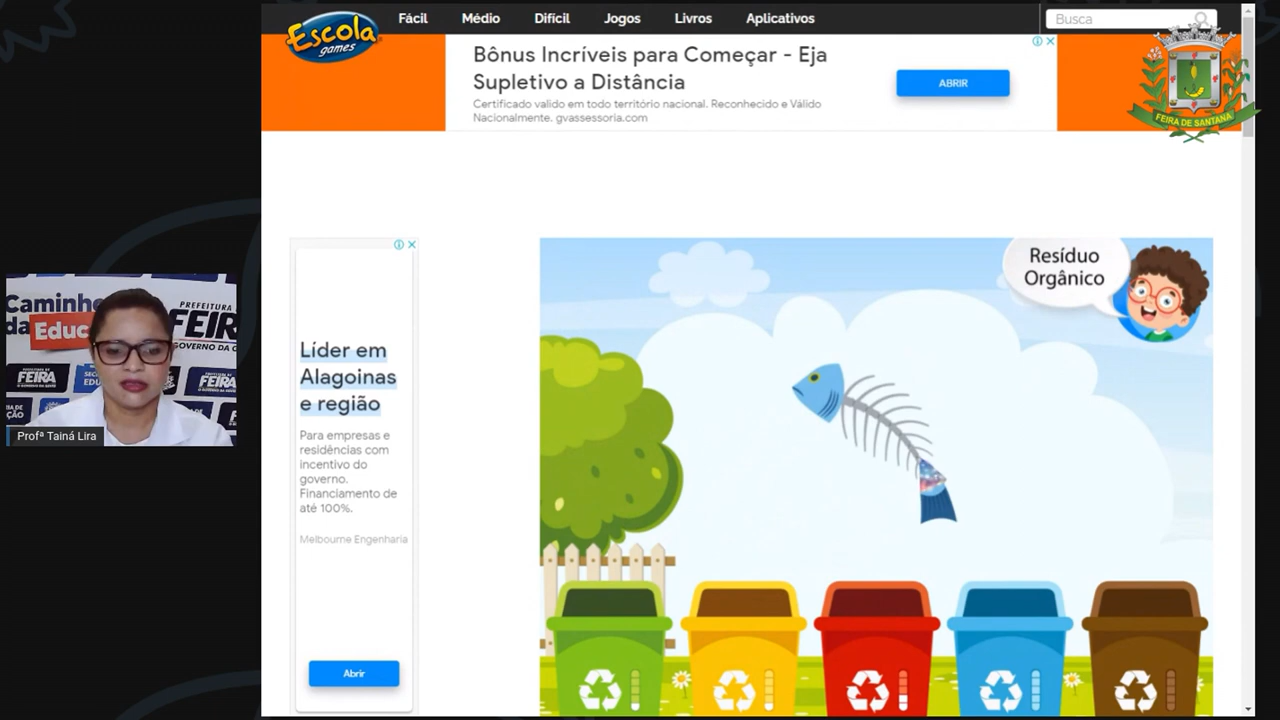 Escola
games
Fácil
Médio
Difícil
Jogos
Livros
Aplicativos
Busca
Bônus Incríveis para Começar - Eja
Supletivo a Distância
Certificado valido em todo território nacional. Reconhecido e Válido
Nacionalmente. gvassessoria.com
ABRIR
FEIRA DE SANTANA
Líder em
Alagoinas
e região
Para empresas e
residências com
incentivo do
governo.
Financiamento de
até 100%.
Melbourne Engenharia
Abrir
Resíduo
Orgânico
Caminho
da Educ
PREFEITURA
FEIR
GOVERNO DA
FEIRA
FEIRA
Profª Tainá Lira